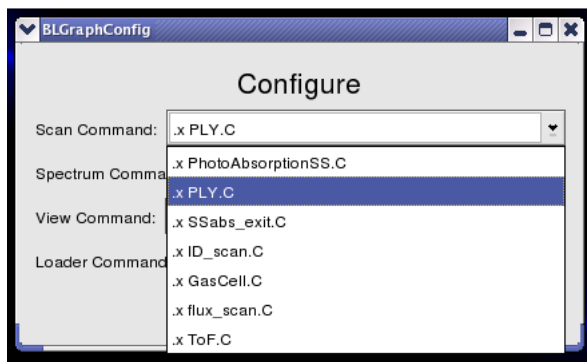 BLGraphConfig
Configure
Scan Command: .x PLY.C
.x PhotoAbsorptionSS.C
Spectrum Comma
.x PLY.C
View Command:
.x SSabs_exit.C
.x ID_scan.C
Loader Command
.x GasCell.C
.x flux_scan.C
.x ToF.C